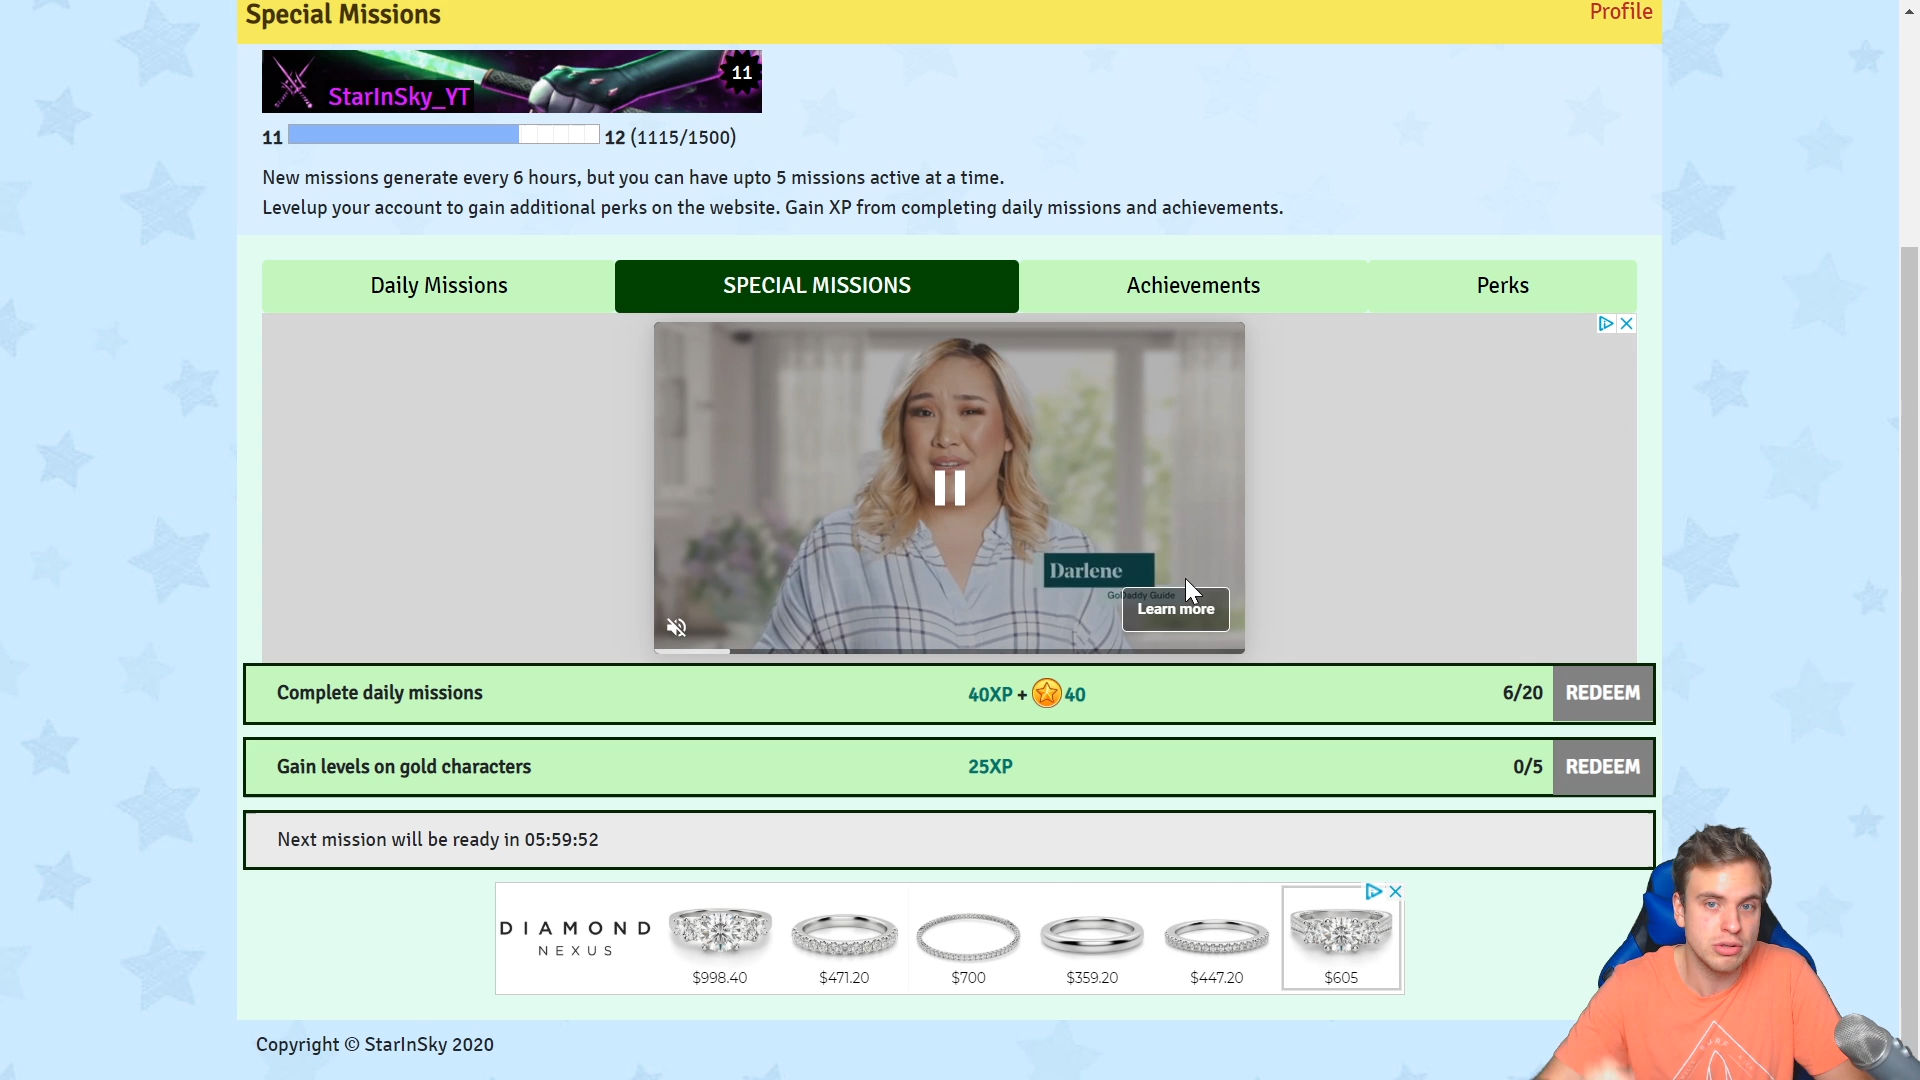 Special Missions
Profile
StarInSky_YT
11
11
12 (1115/1500)
New missions generate every 6 hours, but you can have upto 5 missions active at a time.
Levelup your account to gain additional perks on the website. Gain XP from completing daily missions and achievements.
Daily Missions
SPECIAL MISSIONS
Achievements
Perks
Darlene
GoDaddy Guide
Learn more
Complete daily missions
40XP + 40
6/20
REDEEM
Gain levels on gold characters
25XP
0/5
REDEEM
Next mission will be ready in 05:59:52
DIAMOND
NEXUS
$998.40
$471.20
$700
$359.20
$447.20
$605
Copyright © StarInSky 2020